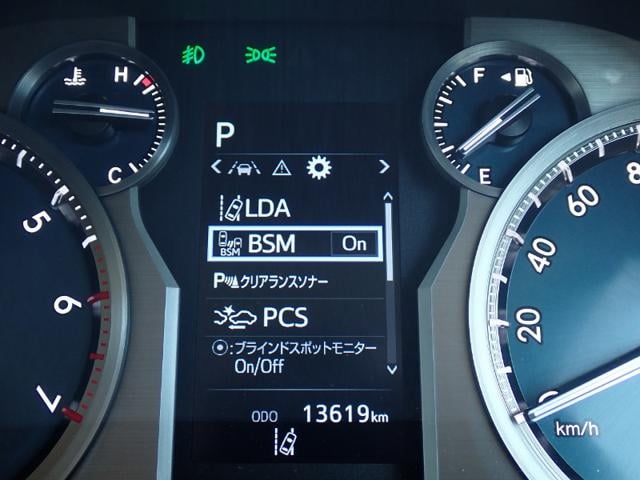 H
C
F
E
P
LDA
BSM
BSM On
P クリアランスソナー
PCS
:ブラインドスポットモニター
On/Off
ODO 13619km
5
6
7
80
60
40
20
0
km/h